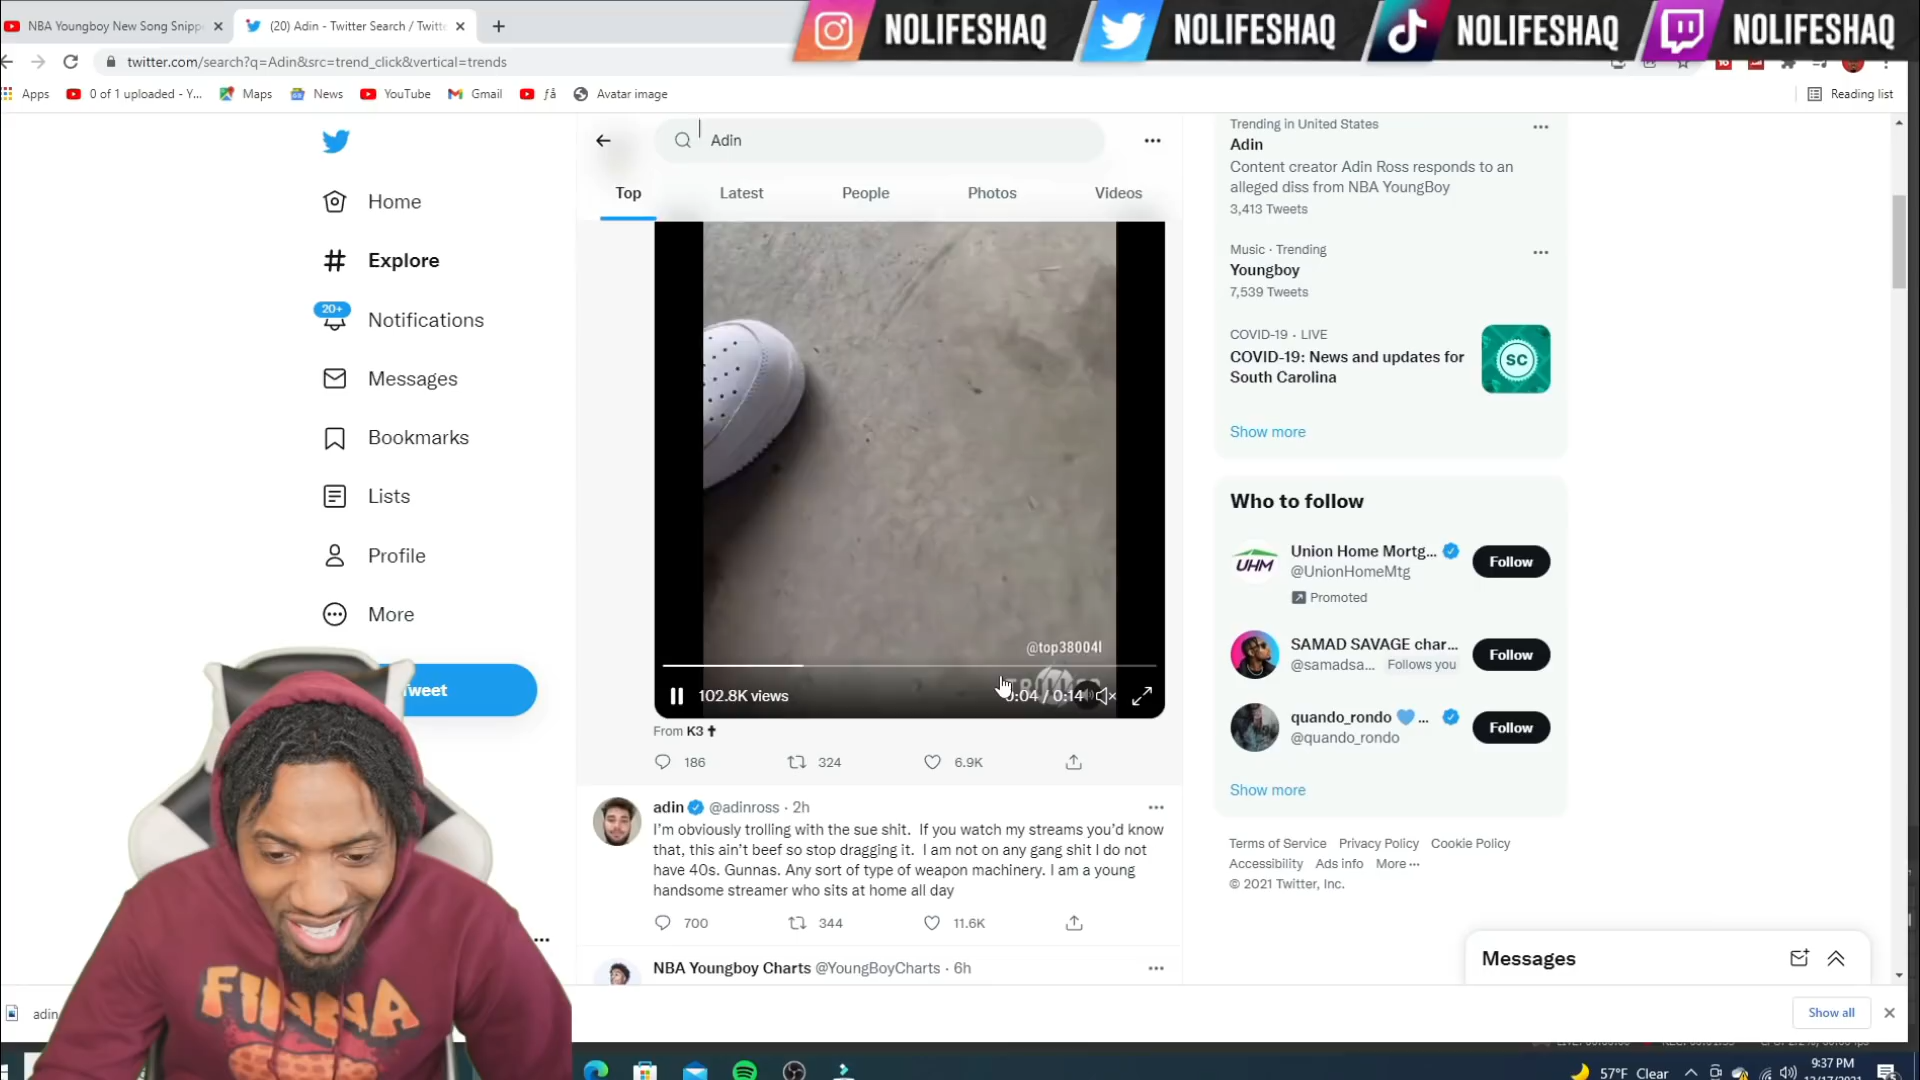 NBA Youngboy New Song Snipp
(20) Adin - Twitter Search / Twitte
NOLIFESHAQ
NOLIFESHAQ
NOLIFESHAQ
NOLIFESHAQ
twitter.com/search?q=Adin&src=trend_click&vertical=trends
Apps
0 of 1 uploaded - Y...
Maps
News
YouTube
Gmail
ƒå
Avatar image
Reading list
Home
Explore
20+
Notifications
Messages
Bookmarks
Lists
Profile
More
Tweet
Adin
Top
Latest
People
Photos
Videos
@top38004l
102.8K views
0:04 / 0:14
From K3 ✝
186
324
6.9K
adin @adinross · 2h
I'm obviously trolling with the sue shit. If you watch my streams you'd know
that, this ain't beef so stop dragging it. I am not on any gang shit I do not
have 40s. Gunnas. Any sort of type of weapon machinery. I am a young
handsome streamer who sits at home all day
700
344
11.6K
NBA Youngboy Charts @YoungBoyCharts · 6h
Trending in United States
Adin
Content creator Adin Ross responds to an
alleged diss from NBA YoungBoy
3,413 Tweets
Music · Trending
Youngboy
7,539 Tweets
COVID-19 · LIVE
COVID-19: News and updates for
South Carolina
SC
Show more
Who to follow
UHM
Union Home Mortg...
@UnionHomeMtg
Promoted
Follow
SAMAD SAVAGE char...
@samadsa... Follows you
Follow
quando_rondo 💙 ...
@quando_rondo
Follow
Show more
Terms of Service Privacy Policy Cookie Policy
Accessibility Ads info More ···
© 2021 Twitter, Inc.
Messages
adin
Show all
57°F Clear
9:37 PM